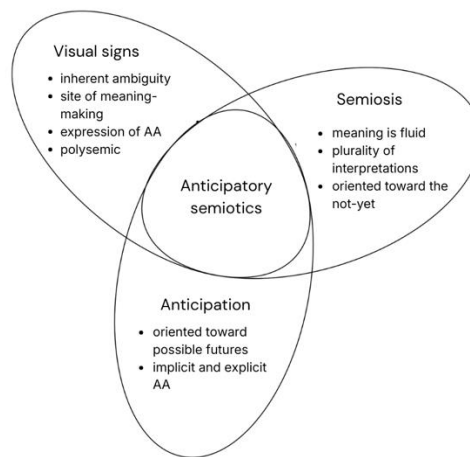 Visual signs
• inherent ambiguity
• site of meaning-
making
• expression of AA
• polysemic
Semiosis
• meaning is fluid
• plurality of
interpretations
• oriented toward the
not-yet
Anticipatory
semiotics
Anticipation
• oriented toward
possible futures
• implicit and explicit
AA